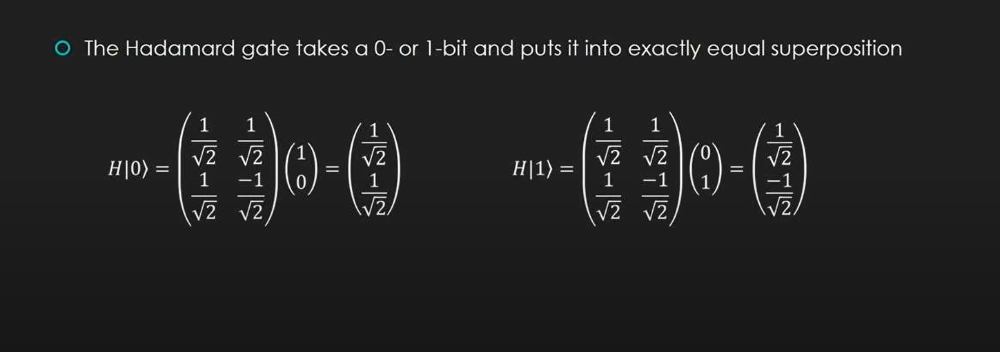 The Hadamard gate takes a 0- or 1-bit and puts it into exactly equal superposition
$H|0\rangle = \begin{pmatrix} \frac{1}{\sqrt{2}} & \frac{1}{\sqrt{2}} \\ \frac{1}{\sqrt{2}} & \frac{-1}{\sqrt{2}} \end{pmatrix} \begin{pmatrix} 1 \\ 0 \end{pmatrix} = \begin{pmatrix} \frac{1}{\sqrt{2}} \\ \frac{1}{\sqrt{2}} \end{pmatrix}$ $H|1\rangle = \begin{pmatrix} \frac{1}{\sqrt{2}} & \frac{1}{\sqrt{2}} \\ \frac{1}{\sqrt{2}} & \frac{-1}{\sqrt{2}} \end{pmatrix} \begin{pmatrix} 0 \\ 1 \end{pmatrix} = \begin{pmatrix} \frac{1}{\sqrt{2}} \\ \frac{-1}{\sqrt{2}} \end{pmatrix}$